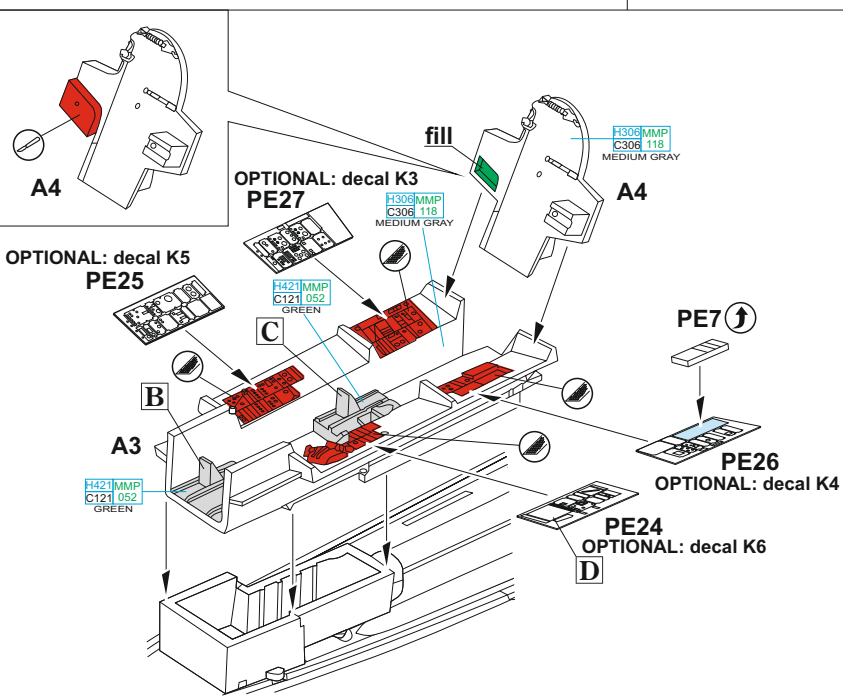 A4
fill
H306 MMP
C306 118
MEDIUM GRAY
A4
OPTIONAL: decal K3
PE27
H306 MMP
C306 118
MEDIUM GRAY
OPTIONAL: decal K5
PE25
H421 MMP
C121 052
GREEN
C
PE7
B
A3
H421 MMP
C121 052
GREEN
PE26
OPTIONAL: decal K4
PE24
OPTIONAL: decal K6
D